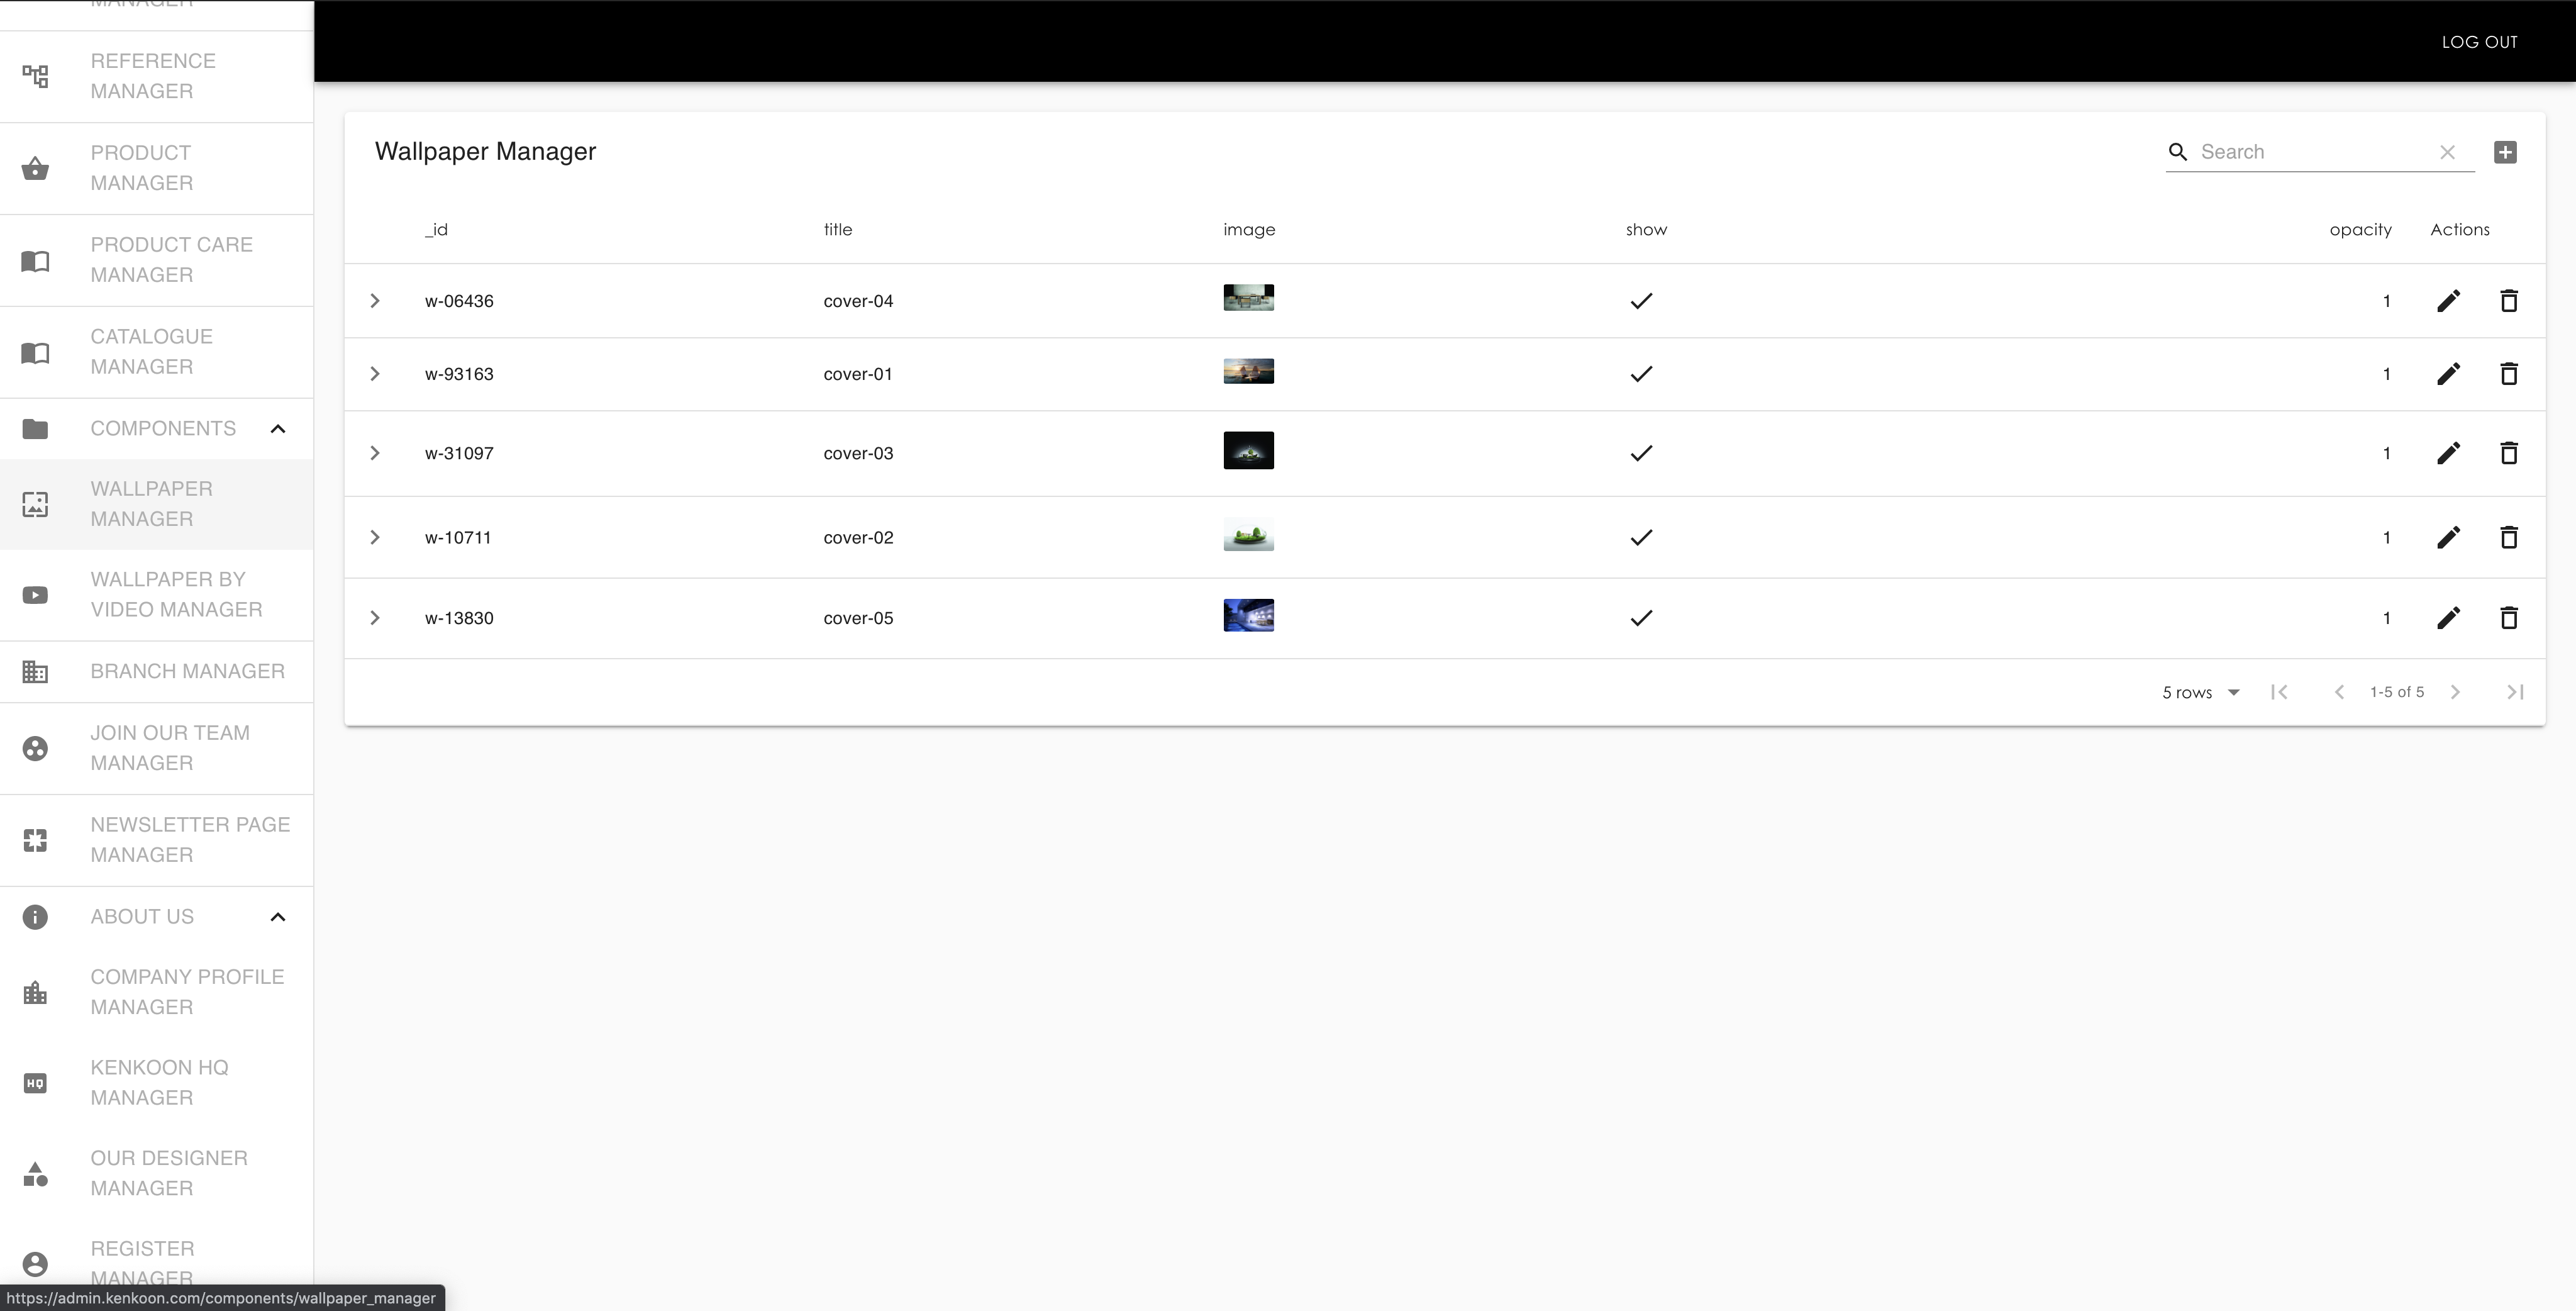 MANAGER
REFERENCE
MANAGER
PRODUCT
MANAGER
PRODUCT CARE
MANAGER
CATALOGUE
MANAGER
COMPONENTS
WALLPAPER
MANAGER
WALLPAPER BY
VIDEO MANAGER
BRANCH MANAGER
JOIN OUR TEAM
MANAGER
NEWSLETTER PAGE
MANAGER
ABOUT US
COMPANY PROFILE
MANAGER
HQ
KENKOON HQ
MANAGER
OUR DESIGNER
MANAGER
REGISTER
MANAGER
https://admin.kenkoon.com/components/wallpaper_manager
LOG OUT
Wallpaper Manager
Search
_id title image show opacity Actions
w-06436 cover-04 1
w-93163 cover-01 1
w-31097 cover-03 1
w-10711 cover-02 1
w-13830 cover-05 1
5 rows 1-5 of 5